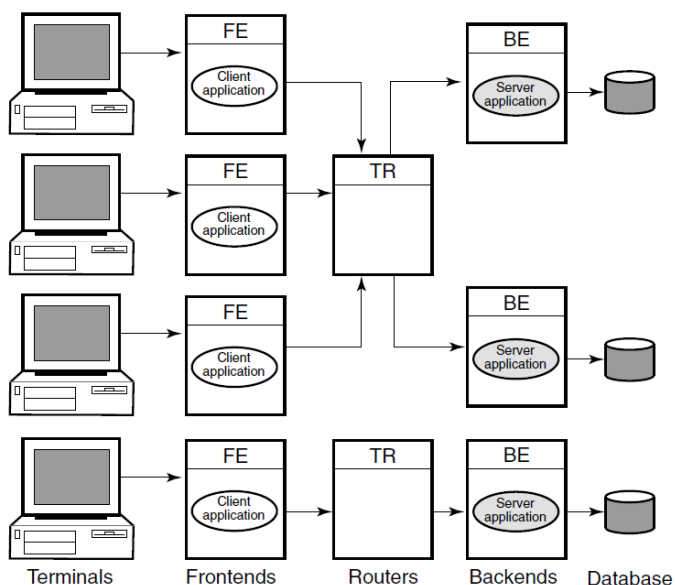 FE
Client
application
BE
Server
application
FE
Client
application
TR
FE
Client
application
BE
Server
application
FE
Client
application
TR
BE
Server
application
Terminals Frontends Routers Backends Database